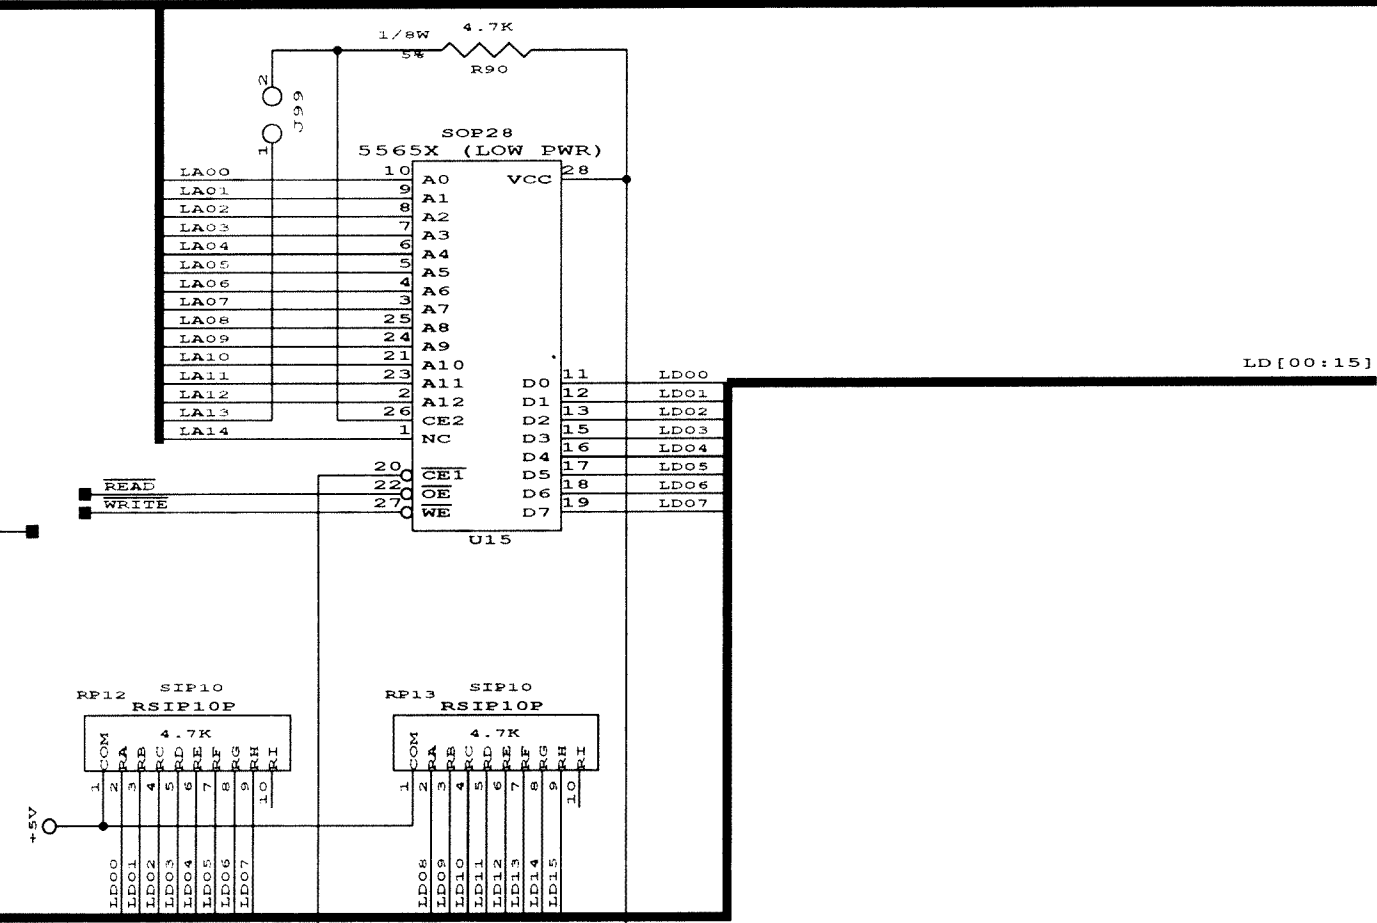 1/8W
4.7K
5%
R90
2
J99
1
SOP28
5565X (LOW PWR)
LA00 10 A0 VCC 28
LA01 9 A1
LA02 8 A2
LA03 7 A3
LA04 6 A4
LA05 5 A5
LA06 4 A6
LA07 3 A7
LA08 25 A8
LA09 24 A9
LA10 21 A10
LA11 23 A11 D0 11 LD00
LA12 2 A12 D1 12 LD01
LA13 26 CE2 D2 13 LD02
LA14 1 NC D3 15 LD03
D4 16 LD04
20 CE1 D5 17 LD05
READ 22 OE D6 18 LD06
WRITE 27 WE D7 19 LD07
U15
LD[00:15]
RP12 SIP10
RSIP10P
4.7K
COM RA RB RC RD RE RF RG RH RI
1 2 3 4 5 6 7 8 9 10
+5V
LD00 LD01 LD02 LD03 LD04 LD05 LD06 LD07
RP13 SIP10
RSIP10P
4.7K
COM RA RB RC RD RE RF RG RH RI
1 2 3 4 5 6 7 8 9 10
LD08 LD09 LD10 LD11 LD12 LD13 LD14 LD15